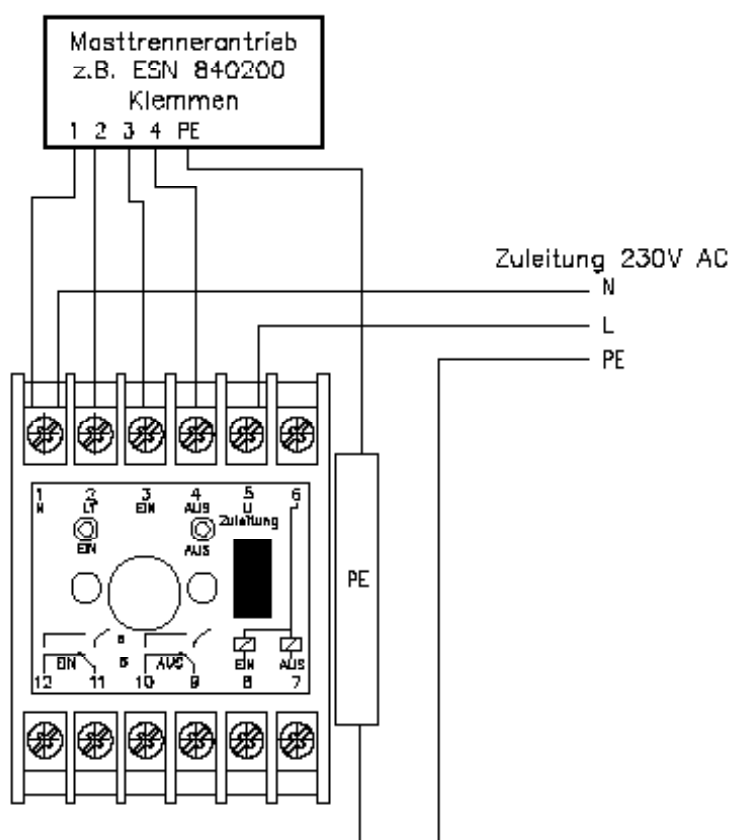 Masttrennerantrieb
z.B. ESN 840200
Klemmen
1 2 3 4 PE
Zuleitung 230V AC
N
L
PE
1 2 3 4 5 6
N LT EIN AUS
Zuleitung
EIN AUS
PE
EIN AUS EIN AUS
12 11 10 9 8 7